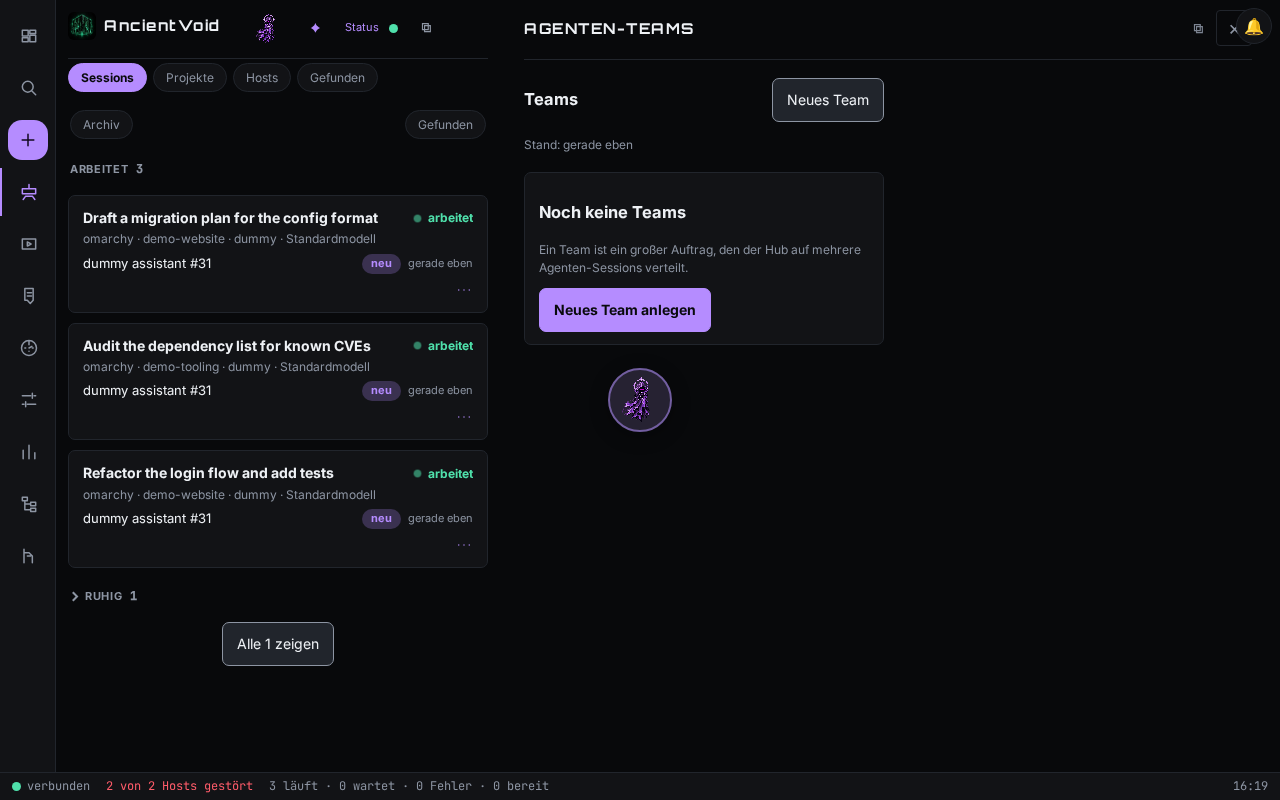 AncientVoid
Status
Sessions
Projekte
Hosts
Gefunden
Archiv
Gefunden
ARBEITET 3
Draft a migration plan for the config format
arbeitet
omarchy · demo-website · dummy · Standardmodell
dummy assistant #31
neu
gerade eben
...
Audit the dependency list for known CVEs
arbeitet
omarchy · demo-tooling · dummy · Standardmodell
dummy assistant #31
neu
gerade eben
...
Refactor the login flow and add tests
arbeitet
omarchy · demo-website · dummy · Standardmodell
dummy assistant #31
neu
gerade eben
...
RUHIG 1
Alle 1 zeigen
AGENTEN-TEAMS
Teams
Neues Team
Stand: gerade eben
Noch keine Teams
Ein Team ist ein großer Auftrag, den der Hub auf mehrere
Agenten-Sessions verteilt.
Neues Team anlegen
verbunden
2 von 2 Hosts gestört
3 läuft · 0 wartet · 0 Fehler · 0 bereit
16:19